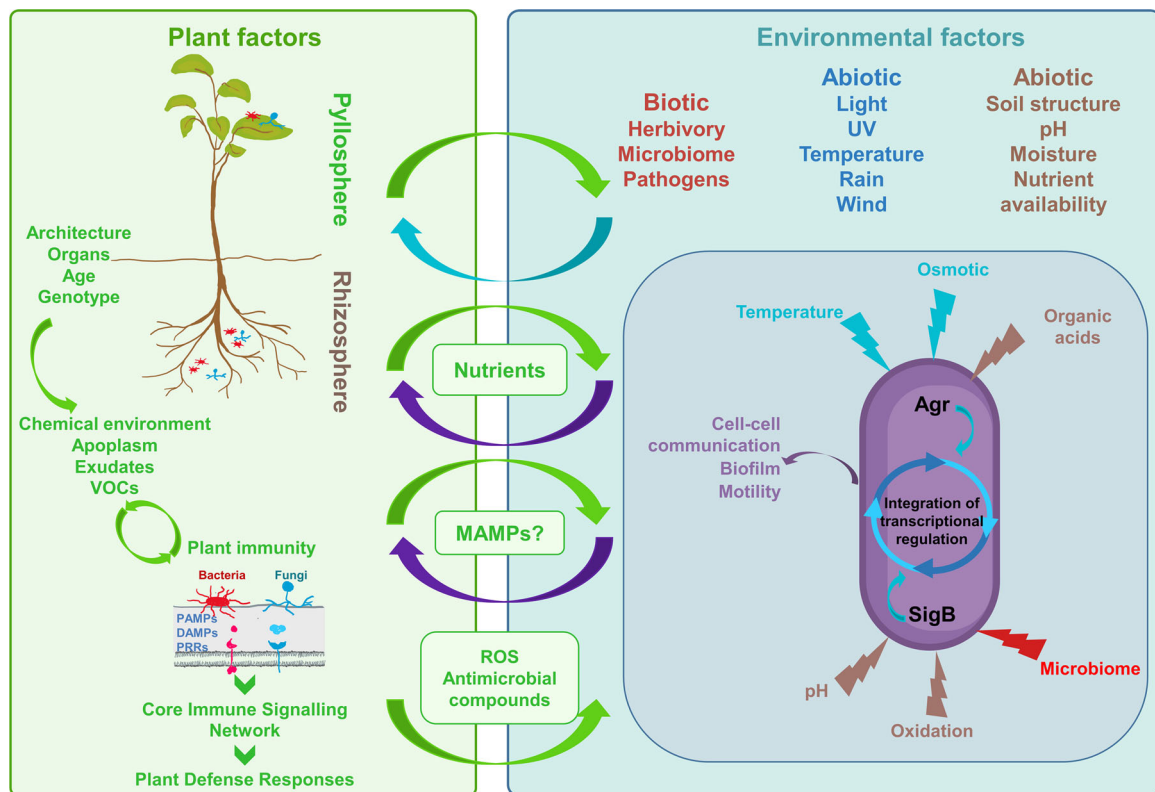 Plant factors
Pyllosphere
Rhizosphere
Architecture
Organs
Age
Genotype
Chemical environment
Apoplasm
Exudates
VOCs
Plant immunity
Bacteria
Fungi
PAMPs
DAMPs
PRRs
Core Immune Signalling
Network
Plant Defense Responses
Nutrients
MAMPs?
ROS
Antimicrobial
compounds
Environmental factors
Biotic
Herbivory
Microbiome
Pathogens
Abiotic
Light
UV
Temperature
Rain
Wind
Abiotic
Soil structure
pH
Moisture
Nutrient
availability
Osmotic
Temperature
Organic
acids
Agr
Cell-cell
communication
Biofilm
Motility
Integration of
transcriptional
regulation
SigB
Microbiome
pH
Oxidation